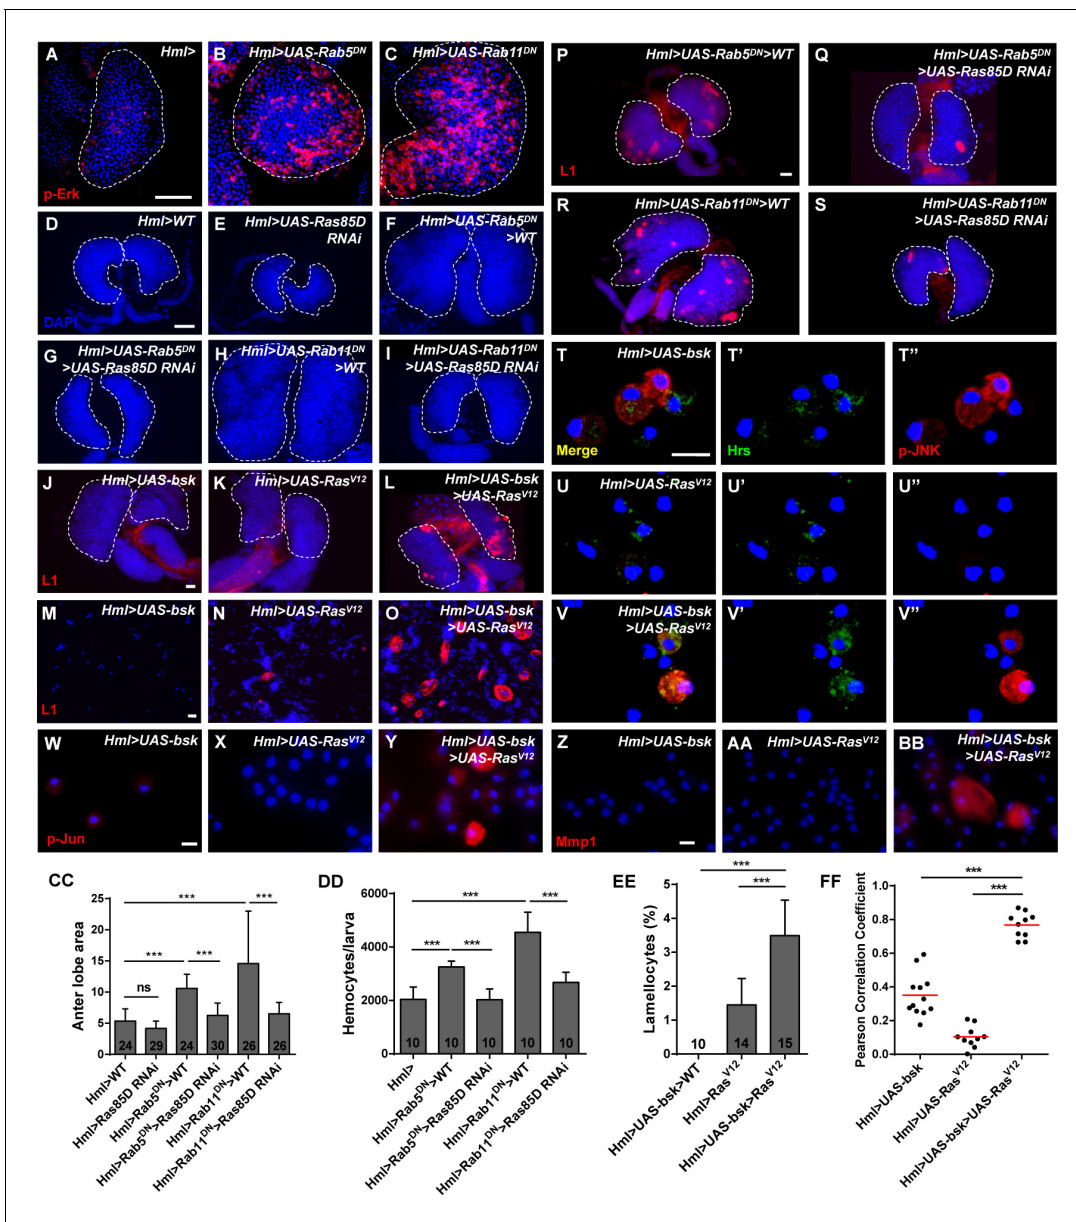 A Hml>
p-Erk
B Hml>UAS-Rab5DN
C Hml>UAS-Rab11DN
P Hml>UAS-Rab5DN>WT
L1
Q Hml>UAS-Rab5DN
>UAS-Ras85D RNAi
D Hml>WT
DAPI
E Hml>UAS-Ras85D
RNAi
F Hml>UAS-Rab5DN
>WT
R Hml>UAS-Rab11DN>WT
S Hml>UAS-Rab11DN
>UAS-Ras85D RNAi
G Hml>UAS-Rab5DN
>UAS-Ras85D RNAi
H Hml>UAS-Rab11DN
>WT
I Hml>UAS-Rab11DN
>UAS-Ras85D RNAi
T Hml>UAS-bsk
Merge
T'
Hrs
T"
p-JNK
J Hml>UAS-bsk
L1
K Hml>UAS-RasV12
L Hml>UAS-bsk
>UAS-RasV12
U Hml>UAS-RasV12
U'
U"
M Hml>UAS-bsk
L1
N Hml>UAS-RasV12
O Hml>UAS-bsk
>UAS-RasV12
V Hml>UAS-bsk
>UAS-RasV12
V'
V"
W Hml>UAS-bsk
p-Jun
X Hml>UAS-RasV12
Y Hml>UAS-bsk
>UAS-RasV12
Z Hml>UAS-bsk
Mmp1
AA Hml>UAS-RasV12
BB Hml>UAS-bsk
>UAS-RasV12
CC
Anter lobe area
25
20
15
10
5
0
***
***
***
***
ns
24 29 24 30 26 26
Hml>WT
Hml>Ras85D RNAi
Hml>Rab5DN>WT
Hml>Rab5DN>Ras85D RNAi
Hml>Rab11DN>WT
Hml>Rab11DN>Ras85D RNAi
DD
Hemocytes/larva
6000
4000
2000
0
***
***
***
***
10 10 10 10 10
Hml>
Hml>Rab5DN>WT
Hml>Rab5DN>Ras85D RNAi
Hml>Rab11DN>WT
Hml>Rab11DN>Ras85D RNAi
EE
Lamellocytes (%)
5
4
3
2
1
0
***
***
10 14 15
Hml>UAS-bsk>WT
Hml>RasV12
Hml>UAS-bsk>RasV12
FF
Pearson Correlation Coefficient
1.0
0.8
0.6
0.4
0.2
0.0
***
***
Hml>UAS-bsk
Hml>UAS-RasV12
Hml>UAS-bsk>UAS-RasV12